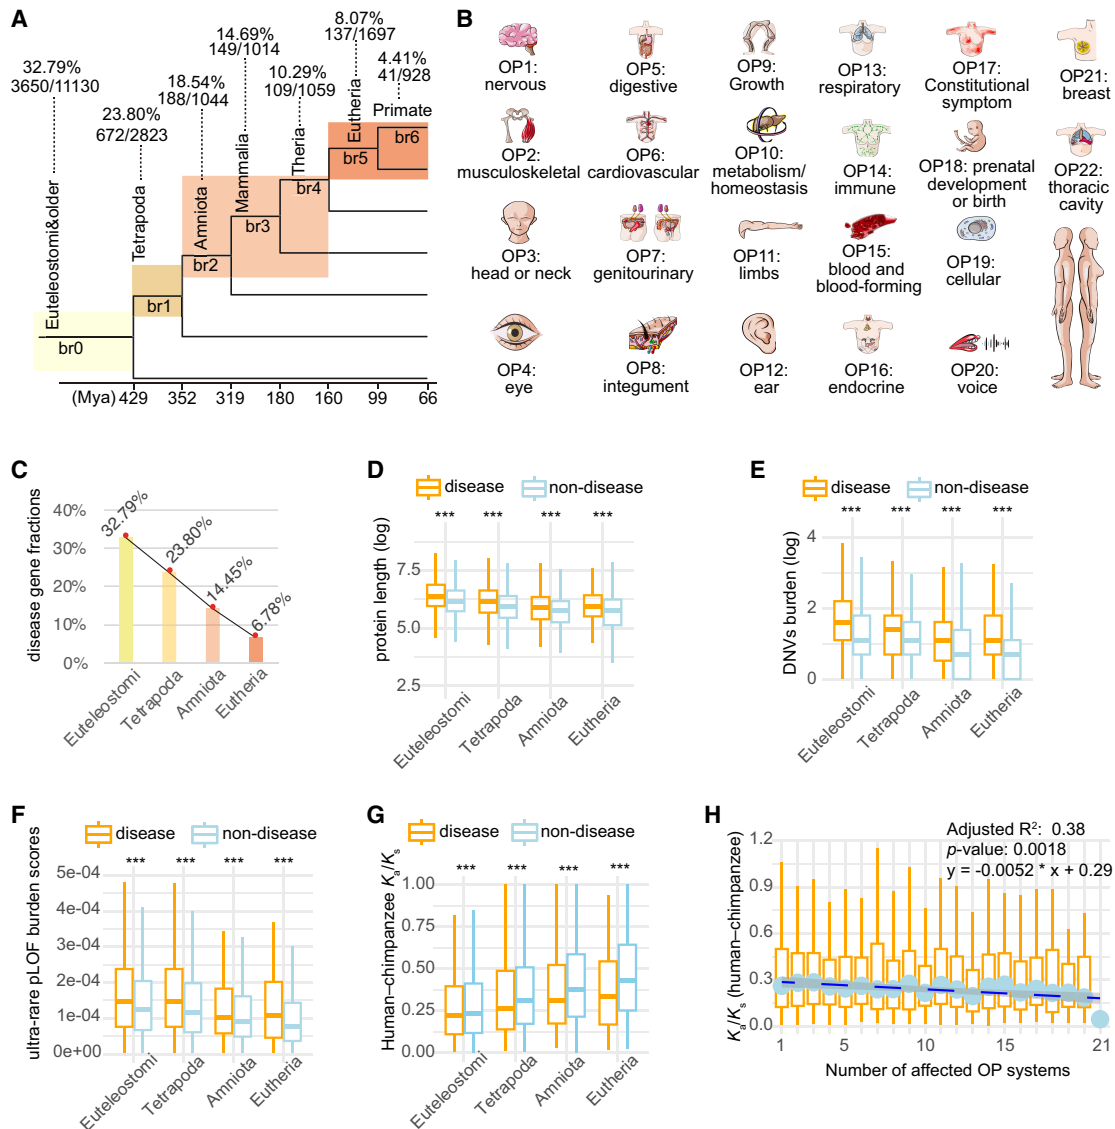 A
32.79%
3650/11130
23.80%
672/2823
18.54%
188/1044
14.69%
149/1014
10.29%
109/1059
8.07%
137/1697
4.41%
41/928
Euteleostomi&older
Tetrapoda
Amniota
Mammalia
Theria
Eutheria
Primate
br0
br1
br2
br3
br4
br5
br6
(Mya) 429 352 319 180 160 99 66
B
OP1:
nervous
OP5:
digestive
OP9:
Growth
OP13:
respiratory
OP17:
Constitutional
symptom
OP21:
breast
OP2:
musculoskeletal
OP6:
cardiovascular
OP10:
metabolism/
homeostasis
OP14:
immune
OP18: prenatal
development
or birth
OP22:
thoracic
cavity
OP3:
head or neck
OP7:
genitourinary
OP11:
limbs
OP15:
blood and
blood-forming
OP19:
cellular
OP4:
eye
OP8:
integument
OP12:
ear
OP16:
endocrine
OP20:
voice
C
disease gene fractions
40%
30%
20%
10%
0%
32.79%
23.80%
14.45%
6.78%
Euteleostomi
Tetrapoda
Amniota
Eutheria
D
disease non-disease
protein length (log)
*** *** *** ***
7.5
5.0
2.5
Euteleostomi
Tetrapoda
Amniota
Eutheria
E
disease non-disease
DNVs burden (log)
*** *** *** ***
4
2
0
Euteleostomi
Tetrapoda
Amniota
Eutheria
F
disease non-disease
ultra-rare pLOF burden scores
*** *** *** ***
5e-04
4e-04
3e-04
2e-04
1e-04
0e+00
Euteleostomi
Tetrapoda
Amniota
Eutheria
G
disease non-disease
Human–chimpanzee Ka/Ks
*** *** *** ***
1.00
0.75
0.50
0.25
0.00
Euteleostomi
Tetrapoda
Amniota
Eutheria
H
Adjusted R²: 0.38
p-value: 0.0018
y = -0.0052 * x + 0.29
Ka/Ks (human–chimpanzee)
1.2
0.9
0.6
0.3
0.0
1 5 10 15 21
Number of affected OP systems